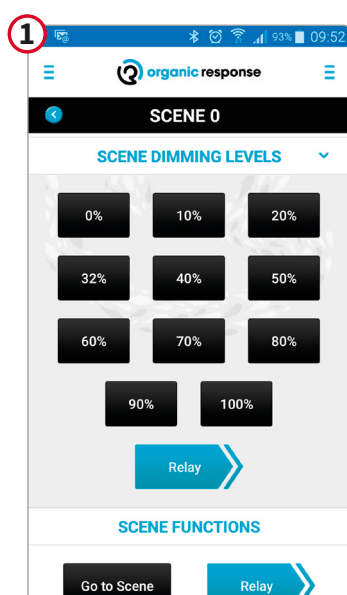 1
93% 09:52
organic response
SCENE 0
SCENE DIMMING LEVELS
0% 10% 20%
32% 40% 50%
60% 70% 80%
90% 100%
Relay
SCENE FUNCTIONS
Go to Scene Relay